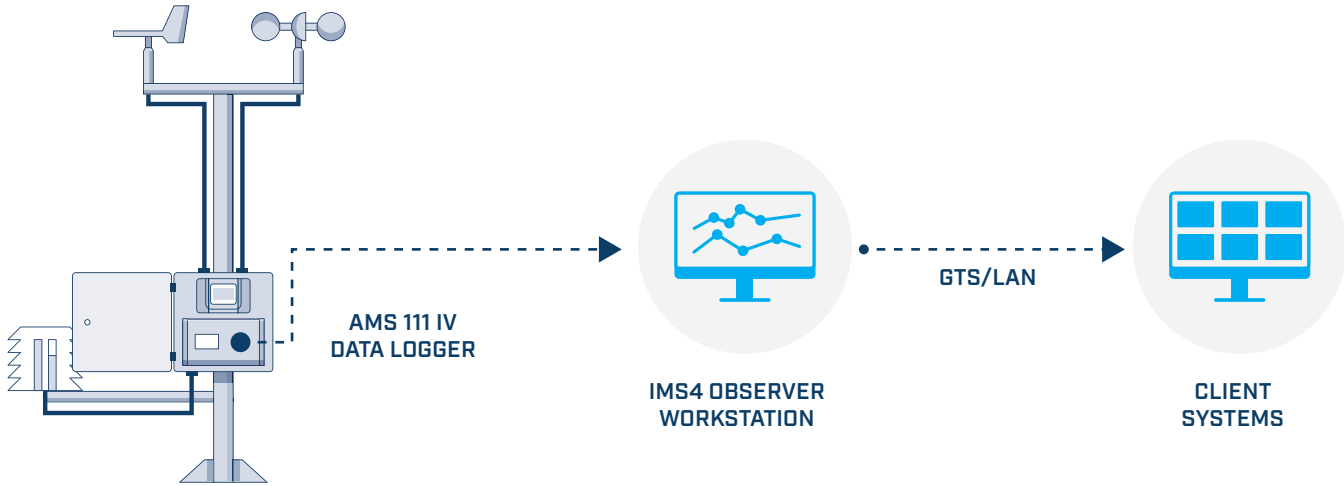 AMS 111 IV
DATA LOGGER
GTS/LAN
IMS4 OBSERVER
WORKSTATION
CLIENT
SYSTEMS